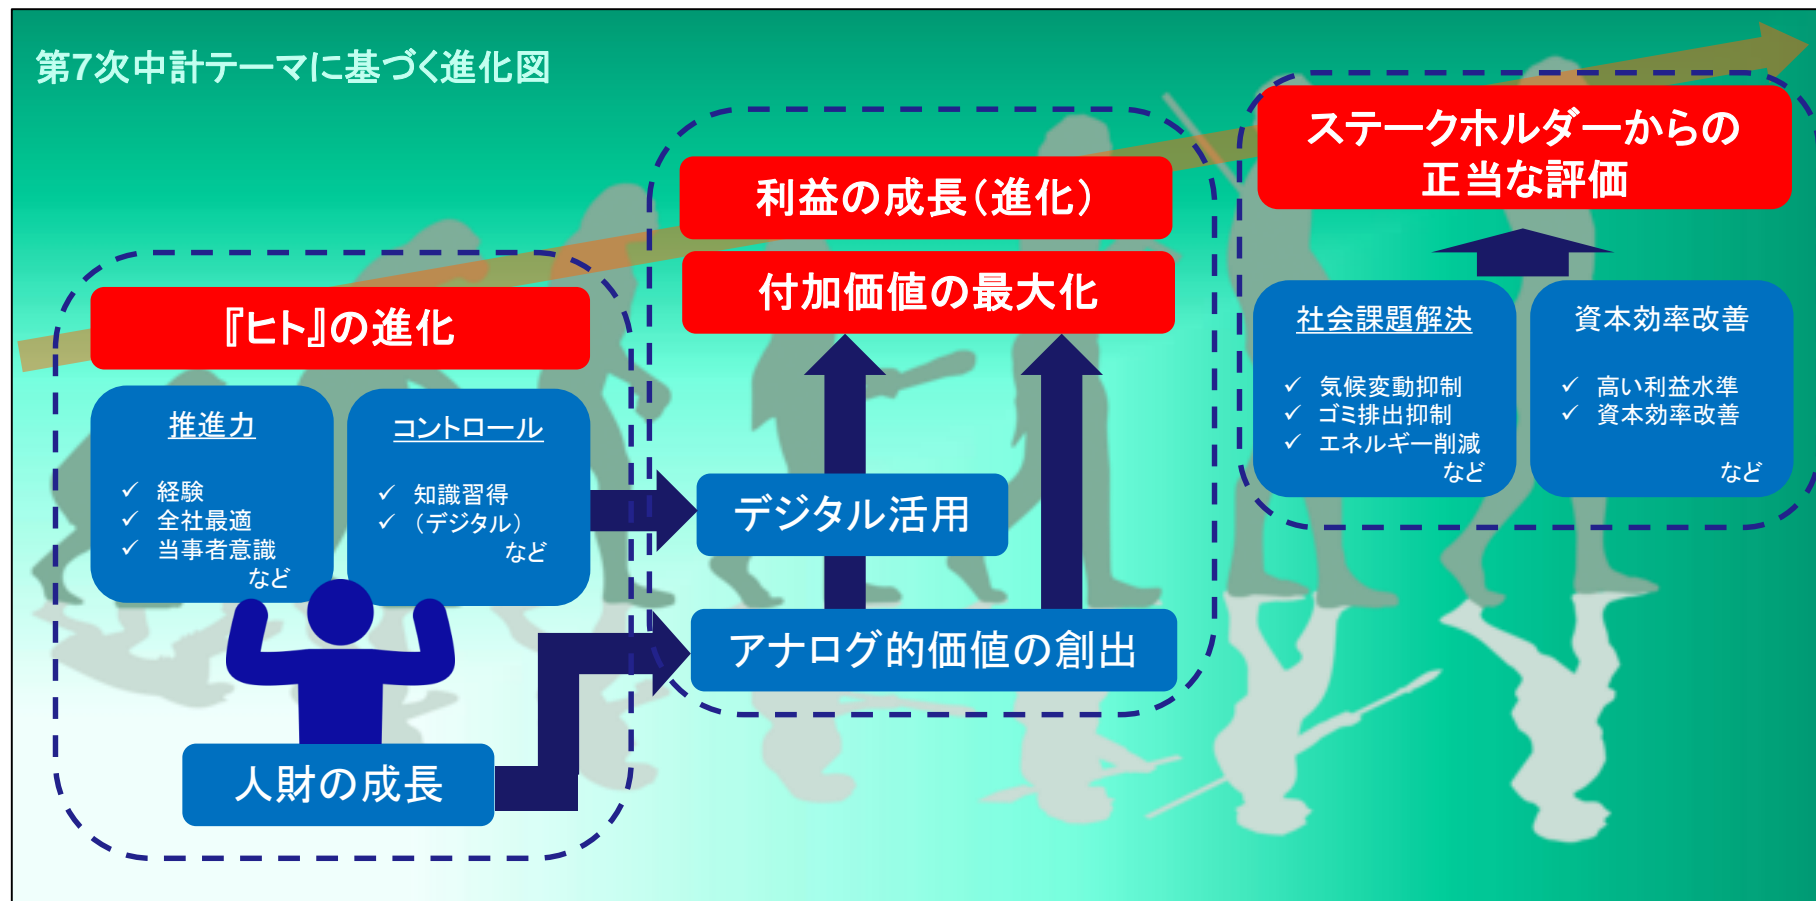 第7次中計テーマに基づく進化図
『ヒト』の進化
推進力
✓ 経験
✓ 全社最適
✓ 当事者意識
など
コントロール
✓ 知識習得
✓ （デジタル）
など
人財の成長
利益の成長（進化）
付加価値の最大化
デジタル活用
アナログ的価値の創出
ステークホルダーからの
正当な評価
社会課題解決
✓ 気候変動抑制
✓ ゴミ排出抑制
✓ エネルギー削減
など
資本効率改善
✓ 高い利益水準
✓ 資本効率改善
など